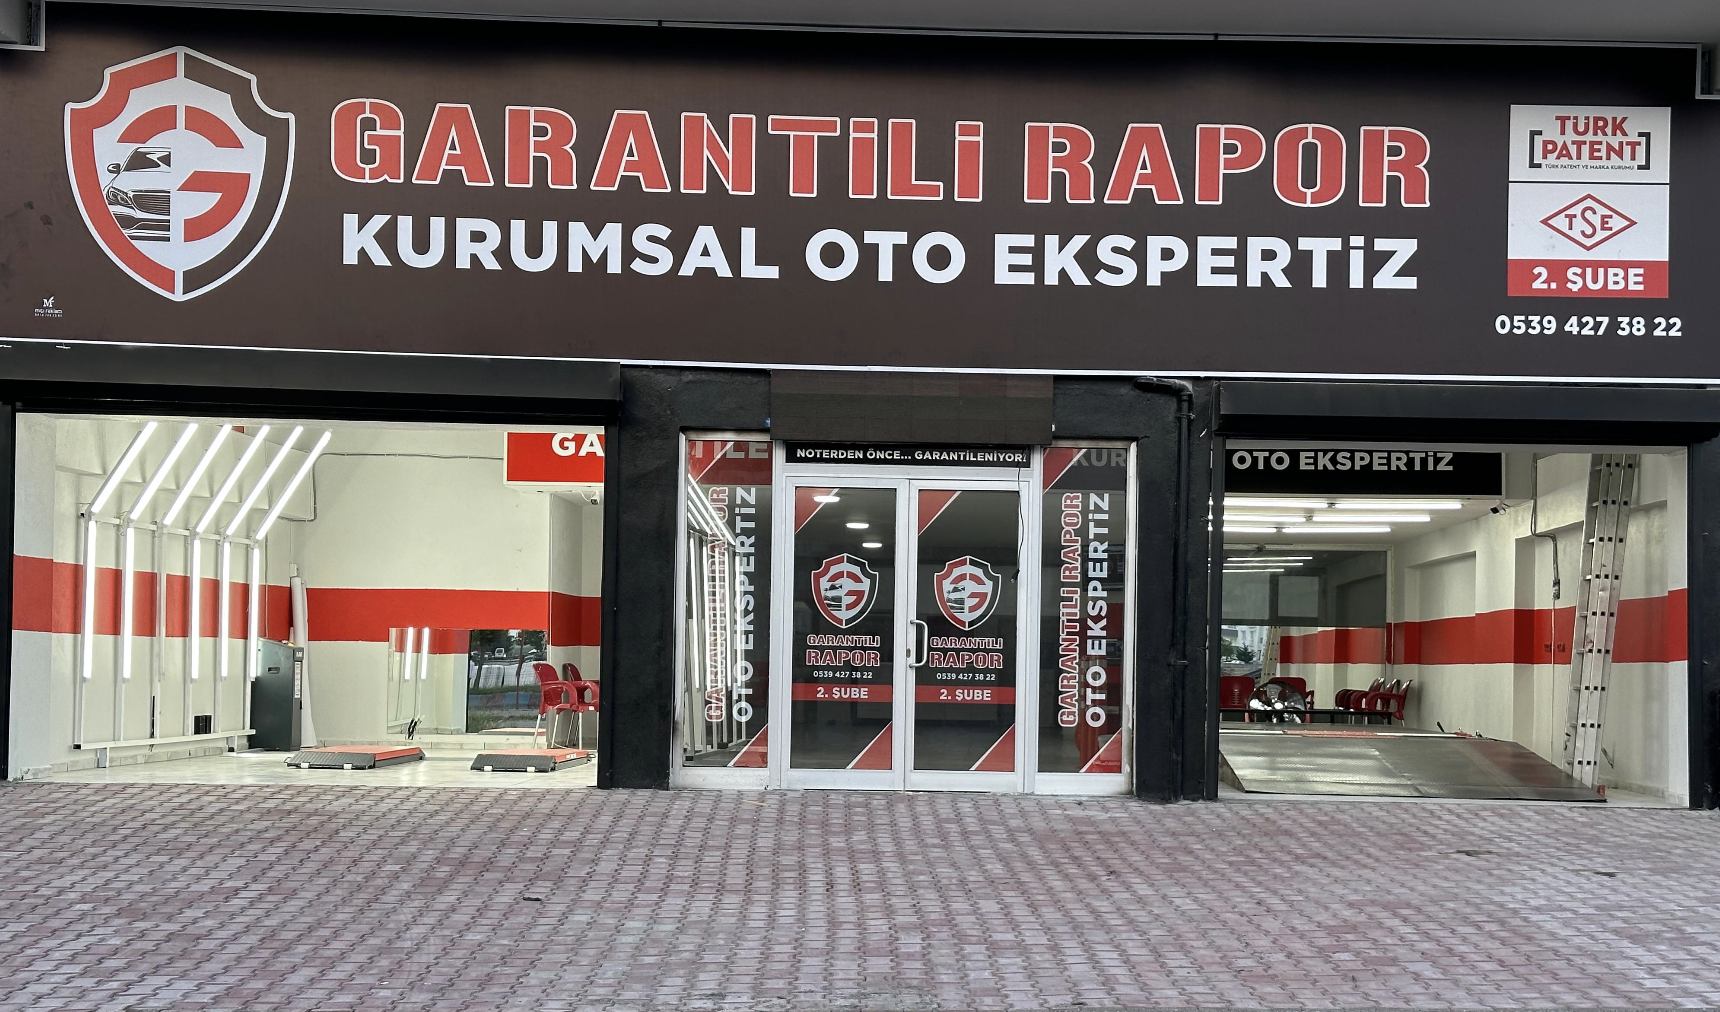 GARANTİLİ RAPOR
KURUMSAL OTO EKSPERTİZ
TÜRK
PATENT
TÜRK PATENT VE MARKA KURUMU
TSE
2. ŞUBE
0539 427 38 22
GA
NOTERDEN ÖNCE... GARANTİLENİYOR!
KUR
OTO EKSPERTİZ
GARANTİLİ RAPOR
OTO EKSPERTİZ
GARANTİLİ
RAPOR
0539 427 38 22
2. ŞUBE
GARANTİLİ
RAPOR
0539 427 38 22
2. ŞUBE
GARANTİLİ RAPOR
OTO EKSPERTİZ